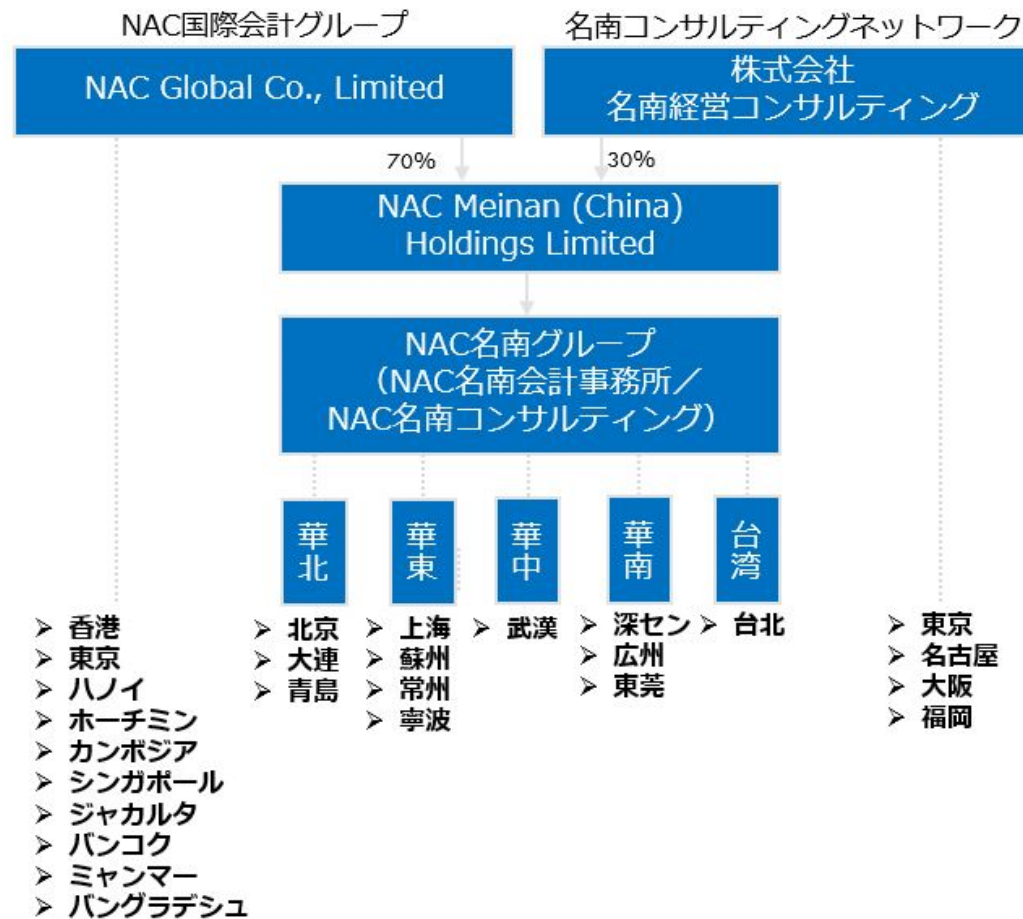 NAC国際会計グループ
名南コンサルティングネットワーク
NAC Global Co., Limited
株式会社
名南経営コンサルティング
70%
30%
NAC Meinan (China)
Holdings Limited
NAC名南グループ
（NAC名南会計事務所／
NAC名南コンサルティング）
華北
華東
華中
華南
台湾
➢ 香港
➢ 東京
➢ ハノイ
➢ ホーチミン
➢ カンボジア
➢ シンガポール
➢ ジャカルタ
➢ バンコク
➢ ミャンマー
➢ バングラデシュ
➢ 北京
➢ 大連
➢ 青島
➢ 上海
➢ 蘇州
➢ 常州
➢ 寧波
➢ 武漢
➢ 深セン
➢ 広州
➢ 東莞
➢ 台北
➢ 東京
➢ 名古屋
➢ 大阪
➢ 福岡